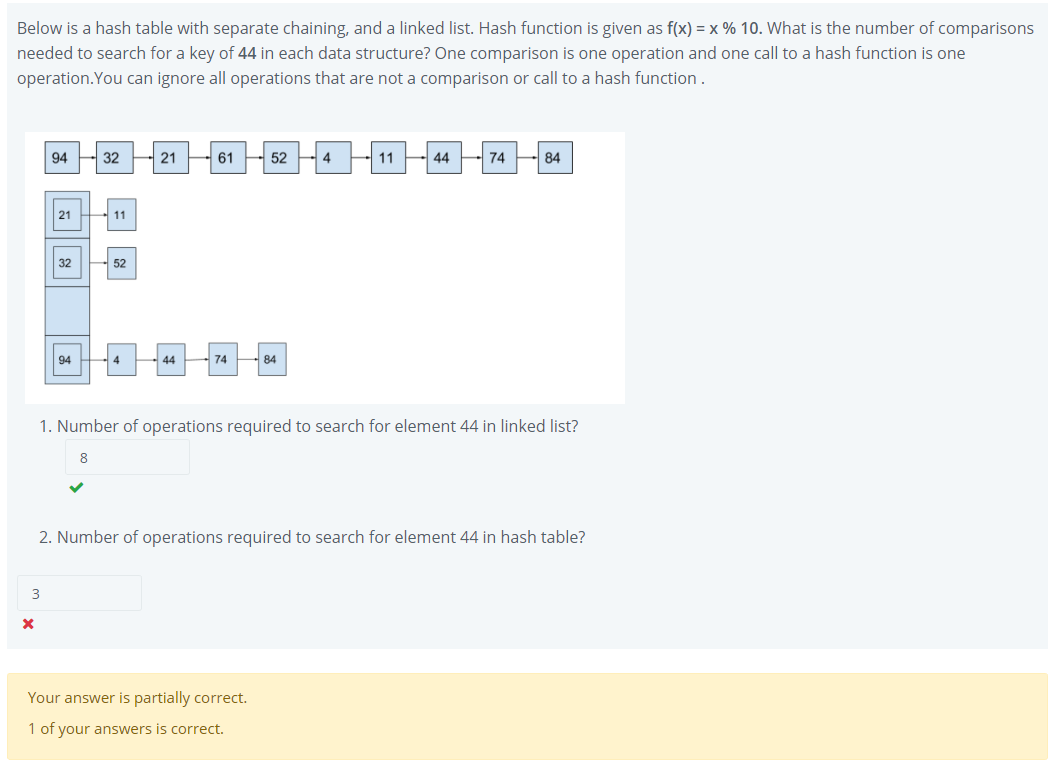 Below is a hash table with separate chaining, and a linked list. Hash function is given as f(x) = x % 10. What is the number of comparisons
needed to search for a key of 44 in each data structure? One comparison is one operation and one call to a hash function is one
operation.You can ignore all operations that are not a comparison or call to a hash function .
94 32 21 61 52 4 11 44 74 84
21 11
32 52
94 4 44 74 84
1. Number of operations required to search for element 44 in linked list?
8
2. Number of operations required to search for element 44 in hash table?
3
Your answer is partially correct.
1 of your answers is correct.